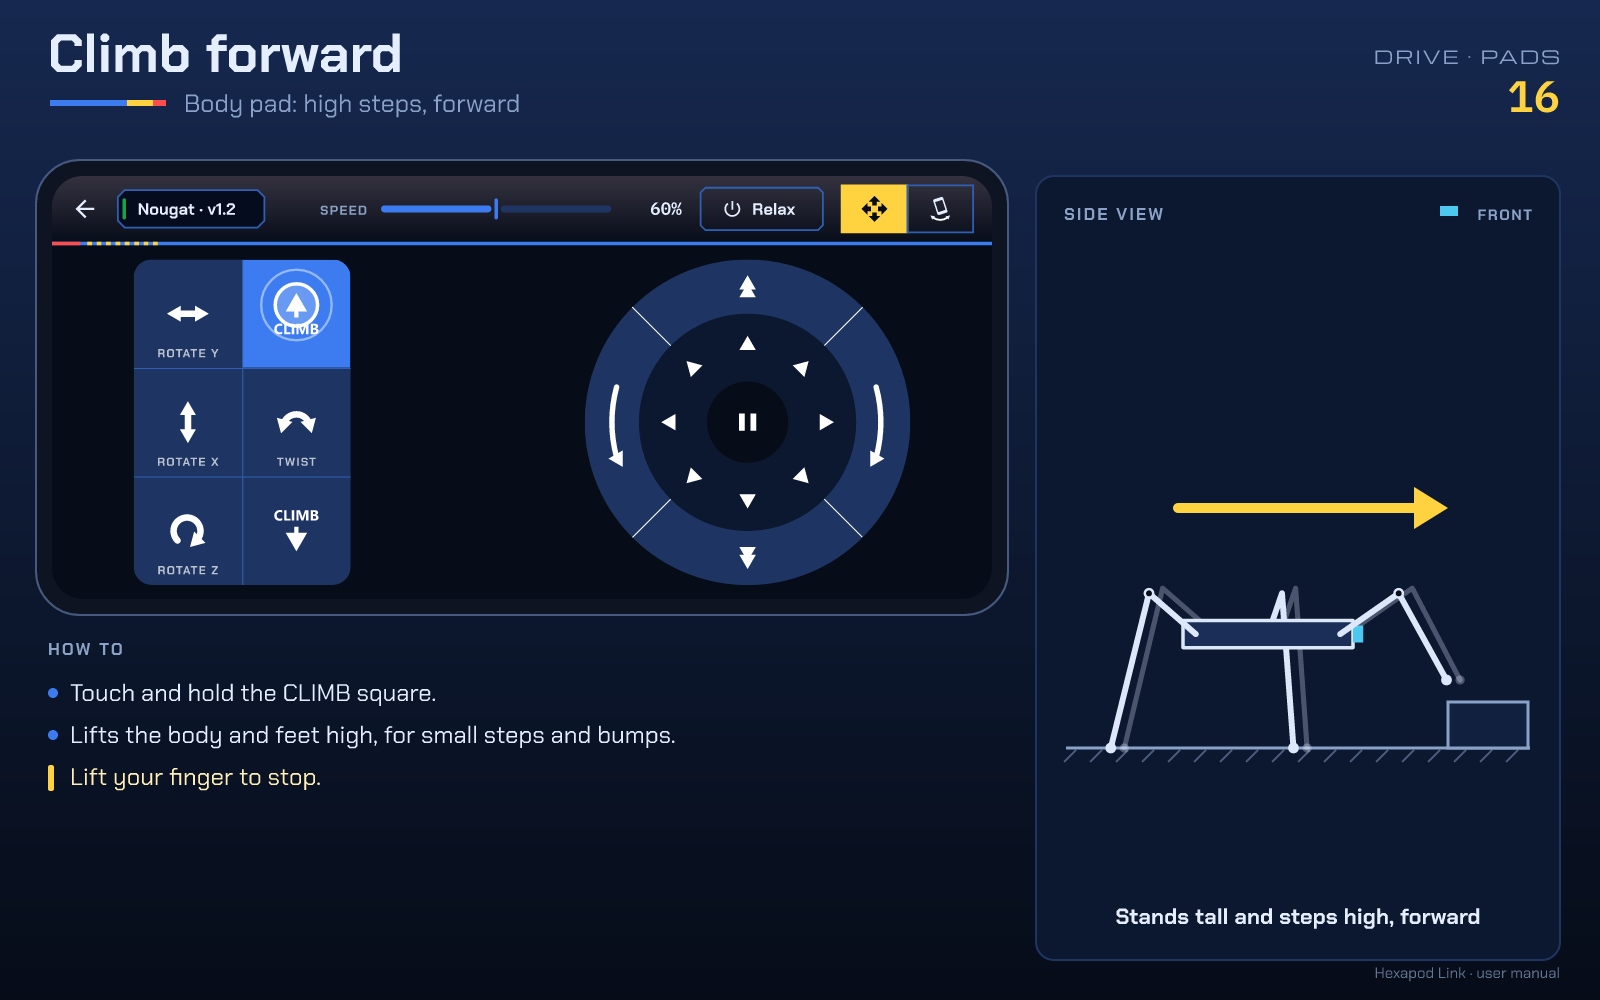 Climb forward
Body pad: high steps, forward
DRIVE · PADS
16
Nougat · v1.2
SPEED
60%
Relax
ROTATE Y
CLIMB
ROTATE X
TWIST
CLIMB
ROTATE Z
HOW TO
Touch and hold the CLIMB square.
Lifts the body and feet high, for small steps and bumps.
Lift your finger to stop.
SIDE VIEW
FRONT
Stands tall and steps high, forward
Hexapod Link · user manual